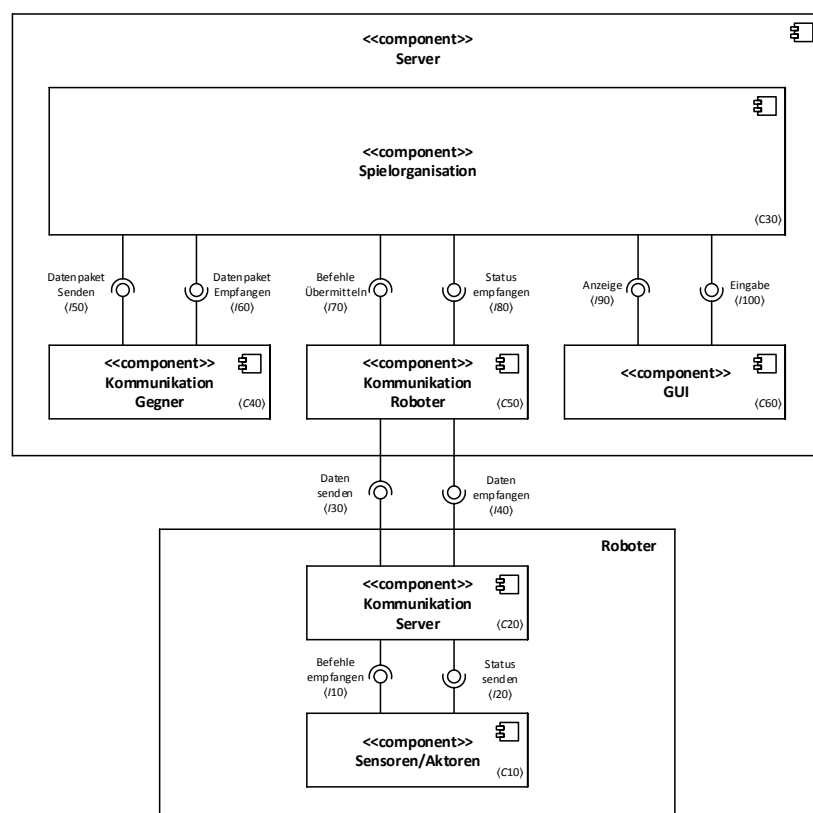 <<component>>
Server
<<component>>
Spielorganisation
⟨C30⟩
Datenpaket
Senden
⟨I50⟩
Datenpaket
Empfangen
⟨I60⟩
Befehle
Übermitteln
⟨I70⟩
Status
empfangen
⟨I80⟩
Anzeige
⟨I90⟩
Eingabe
⟨I100⟩
<<component>>
Kommunikation
Gegner
⟨C40⟩
<<component>>
Kommunikation
Roboter
⟨C50⟩
<<component>>
GUI
⟨C60⟩
Daten
senden
⟨I30⟩
Daten
empfangen
⟨I40⟩
Roboter
<<component>>
Kommunikation
Server
⟨C20⟩
Befehle
empfangen
⟨I10⟩
Status
senden
⟨I20⟩
<<component>>
Sensoren/Aktoren
⟨C10⟩